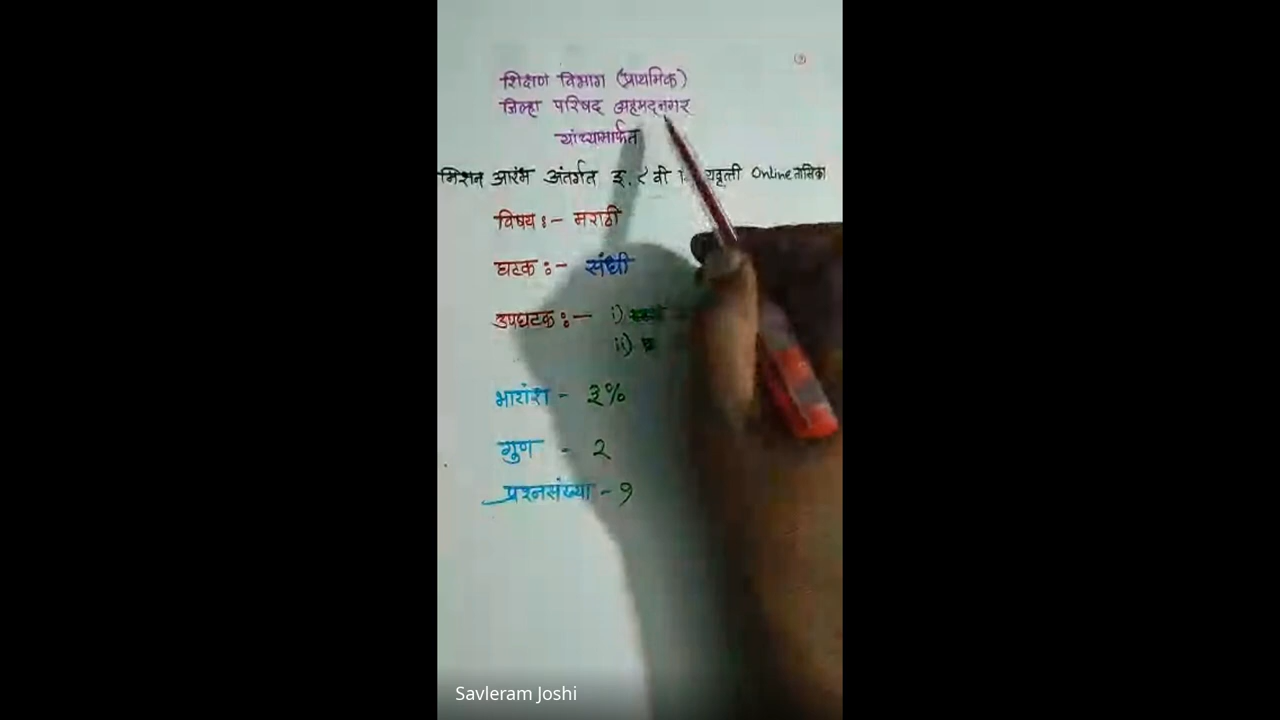 शिक्षण विभाग (प्राथमिक)
जिल्हा परिषद अहमदनगर
यांच्यामार्फत
मिशन आरंभ अंतर्गत इ. ८ वी Online तासिका
विषय :- मराठी
घटक :- संधी
उपघटक :- i)
ii)
भारांश - ३%
गुण - २
प्रश्नसंख्या - १
Savleram Joshi